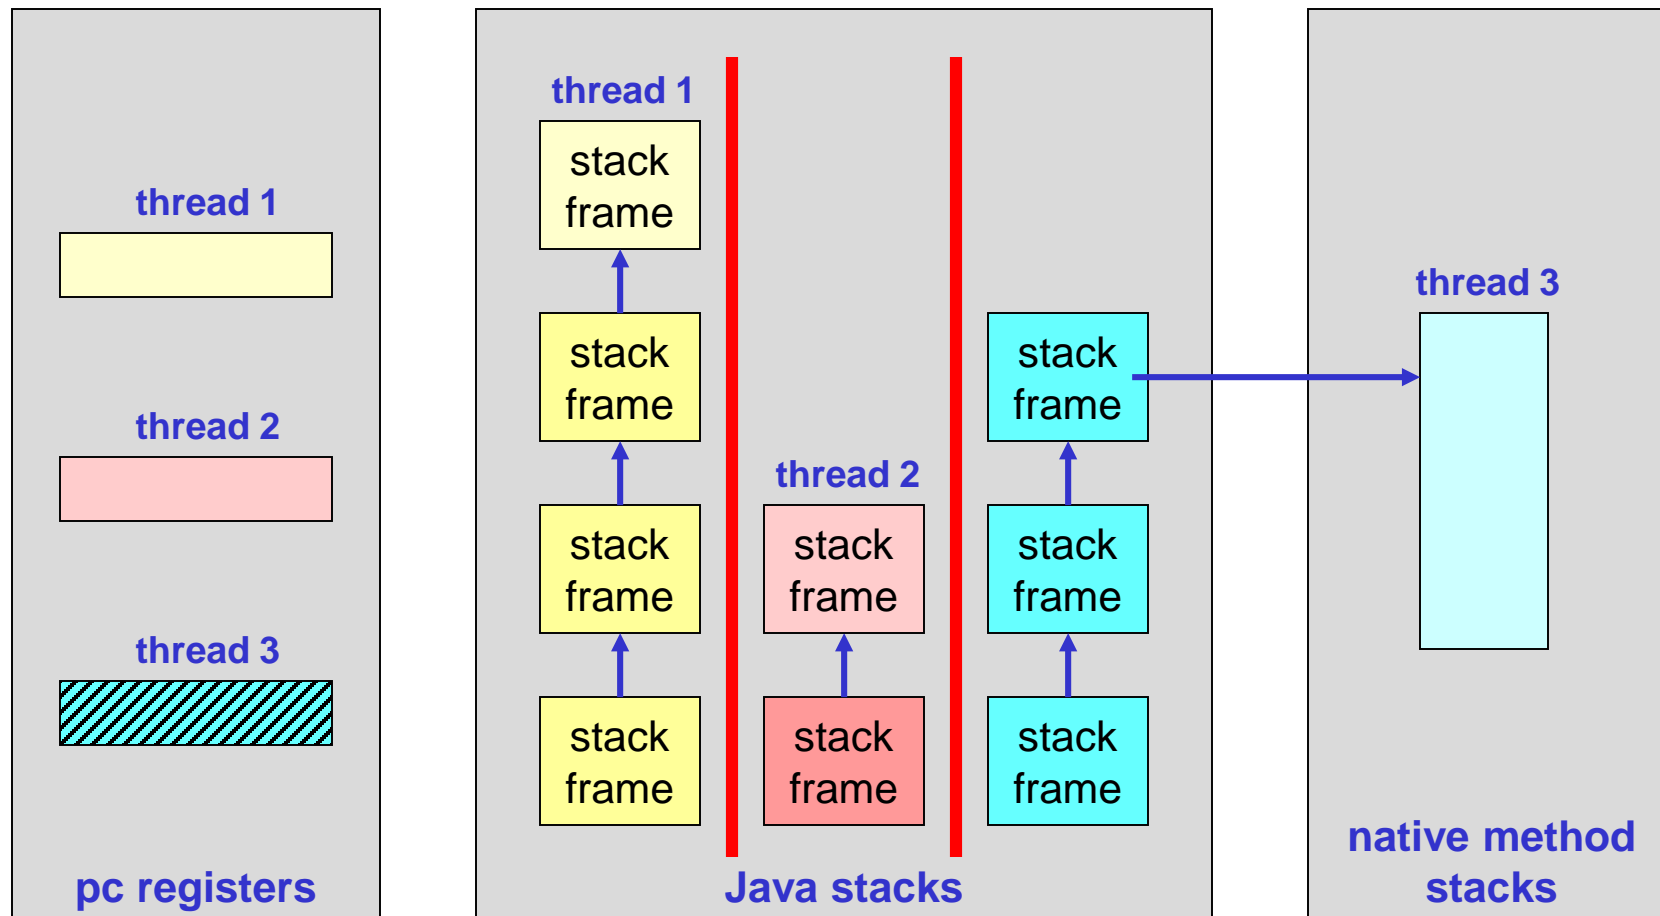 thread 1
thread 2
thread 3
pc registers
thread 1
stack
frame
stack
frame
stack
frame
stack
frame
thread 2
stack
frame
stack
frame
stack
frame
stack
frame
stack
frame
Java stacks
thread 3
native method
stacks